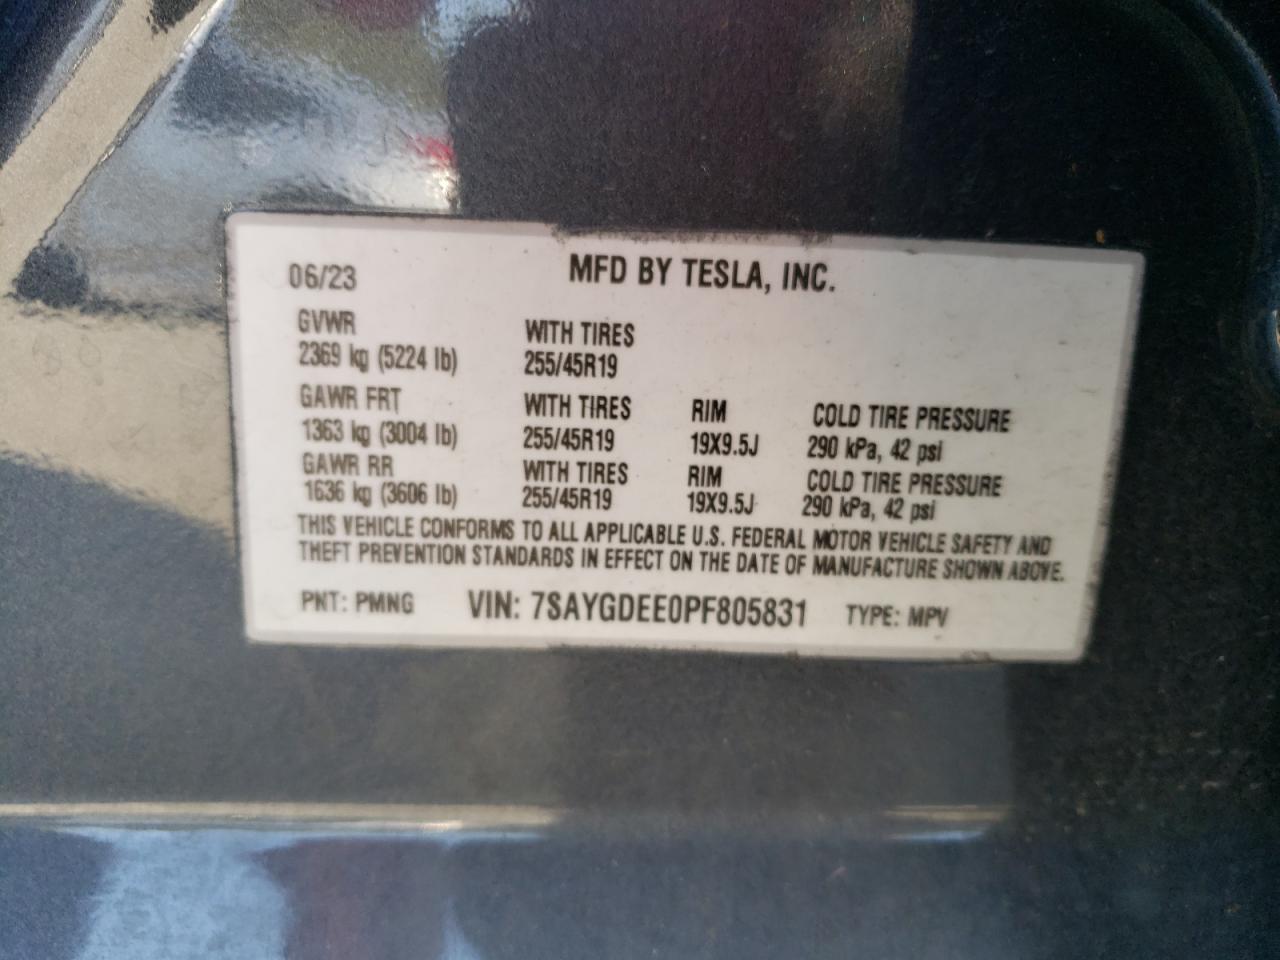 06/23 MFD BY TESLA, INC.
GVWR WITH TIRES
2369 kg (5224 lb) 255/45R19
GAWR FRT WITH TIRES RIM COLD TIRE PRESSURE
1363 kg (3004 lb) 255/45R19 19X9.5J 290 kPa, 42 psi
GAWR RR WITH TIRES RIM COLD TIRE PRESSURE
1636 kg (3606 lb) 255/45R19 19X9.5J 290 kPa, 42 psi
THIS VEHICLE CONFORMS TO ALL APPLICABLE U.S. FEDERAL MOTOR VEHICLE SAFETY AND
THEFT PREVENTION STANDARDS IN EFFECT ON THE DATE OF MANUFACTURE SHOWN ABOVE.
PNT: PMNG VIN: 7SAYGDEE0PF805831 TYPE: MPV